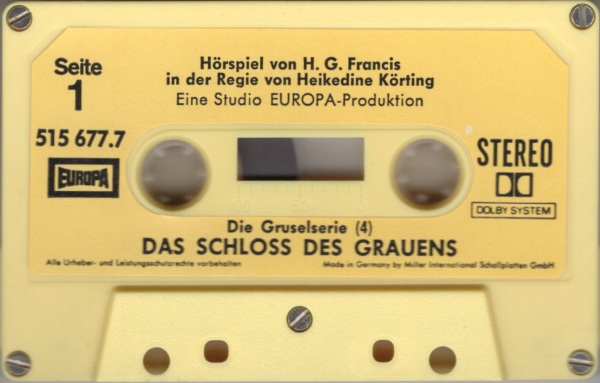 Hörspiel von H. G. Francis
in der Regie von Heikedine Körting
Eine Studio EUROPA-Produktion
Seite
1
515 677.7
EUROPA
STEREO
DOLBY SYSTEM
Die Gruselserie (4)
DAS SCHLOSS DES GRAUENS
Alle Urheber- und Leistungsschutzrechte vorbehalten
Made in Germany by Miller International Schallplatten GmbH